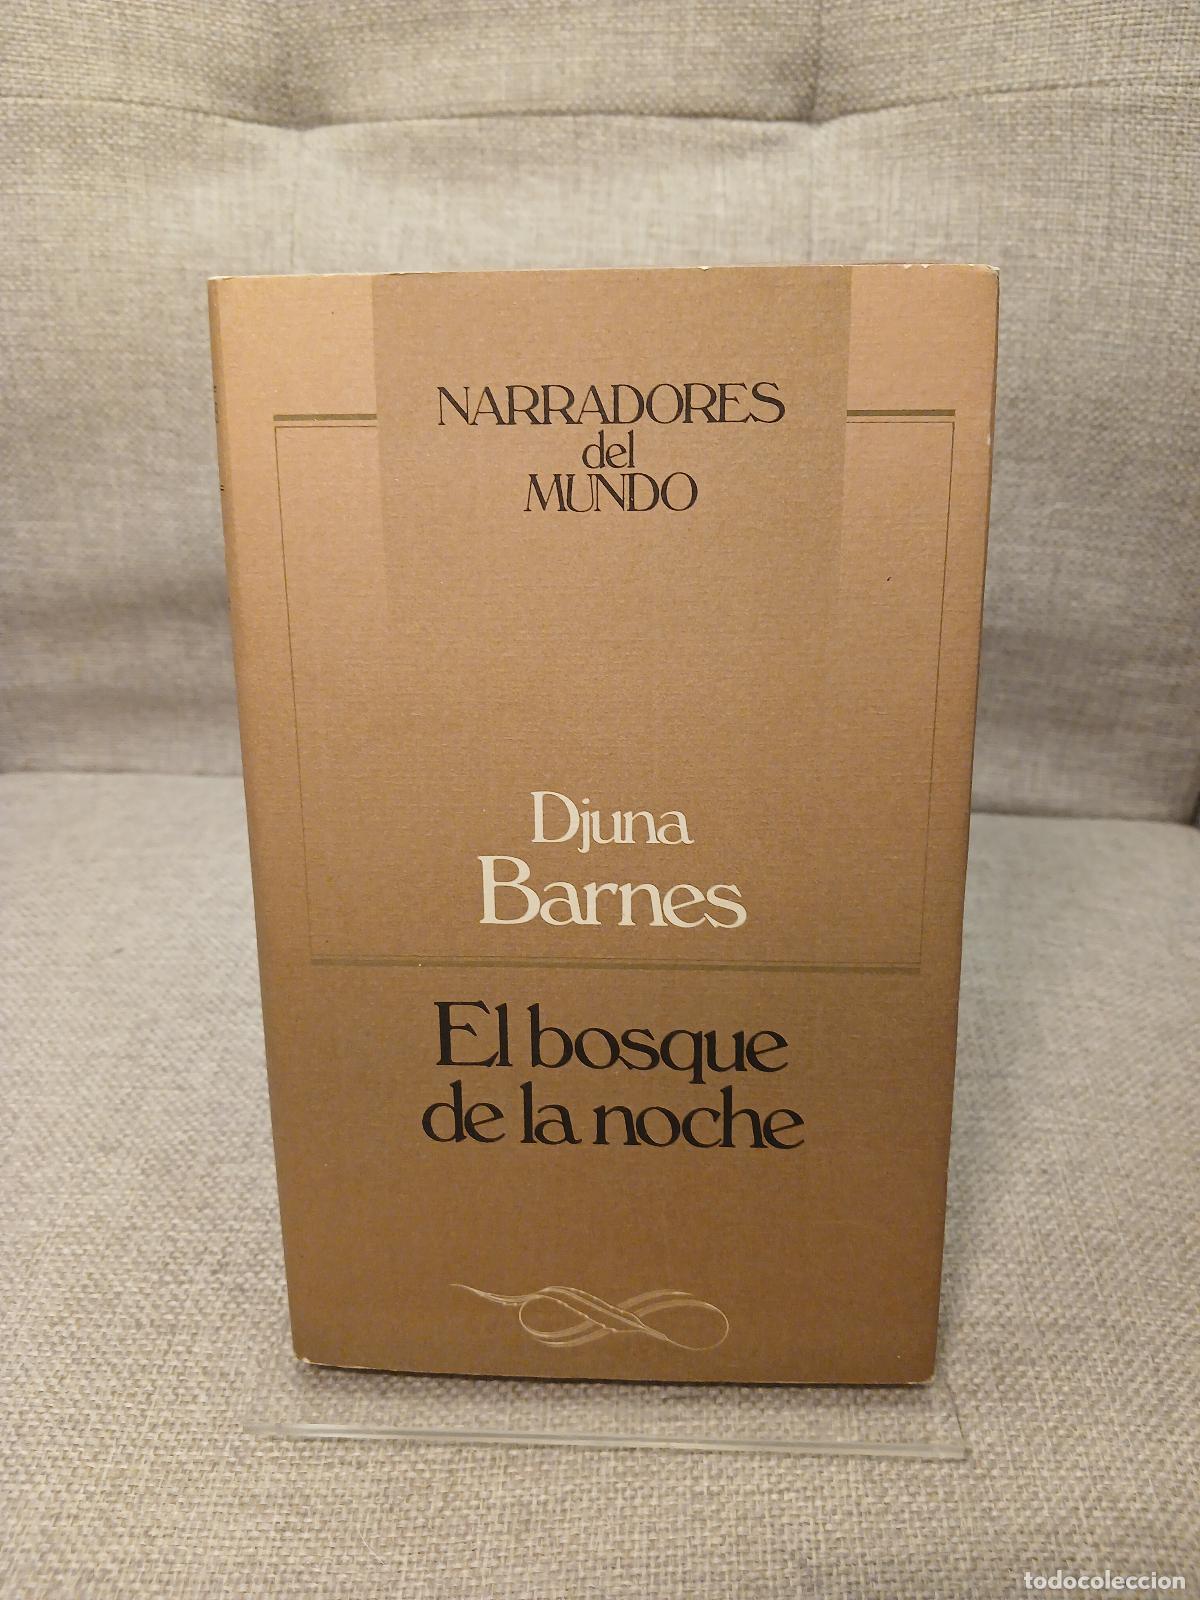 NARRADORES
del
MUNDO
Djuna
Barnes
El bosque
de la noche
todocoleccion